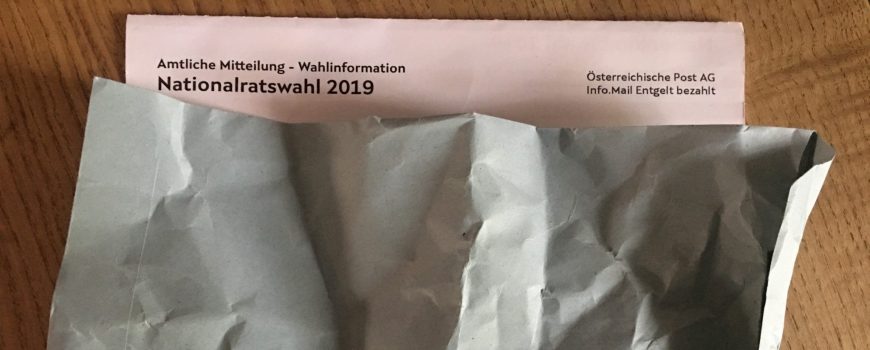 Amtliche Mitteilung - Wahlinformation
Nationalratswahl 2019
Österreichische Post AG
Info.Mail Entgelt bezahlt